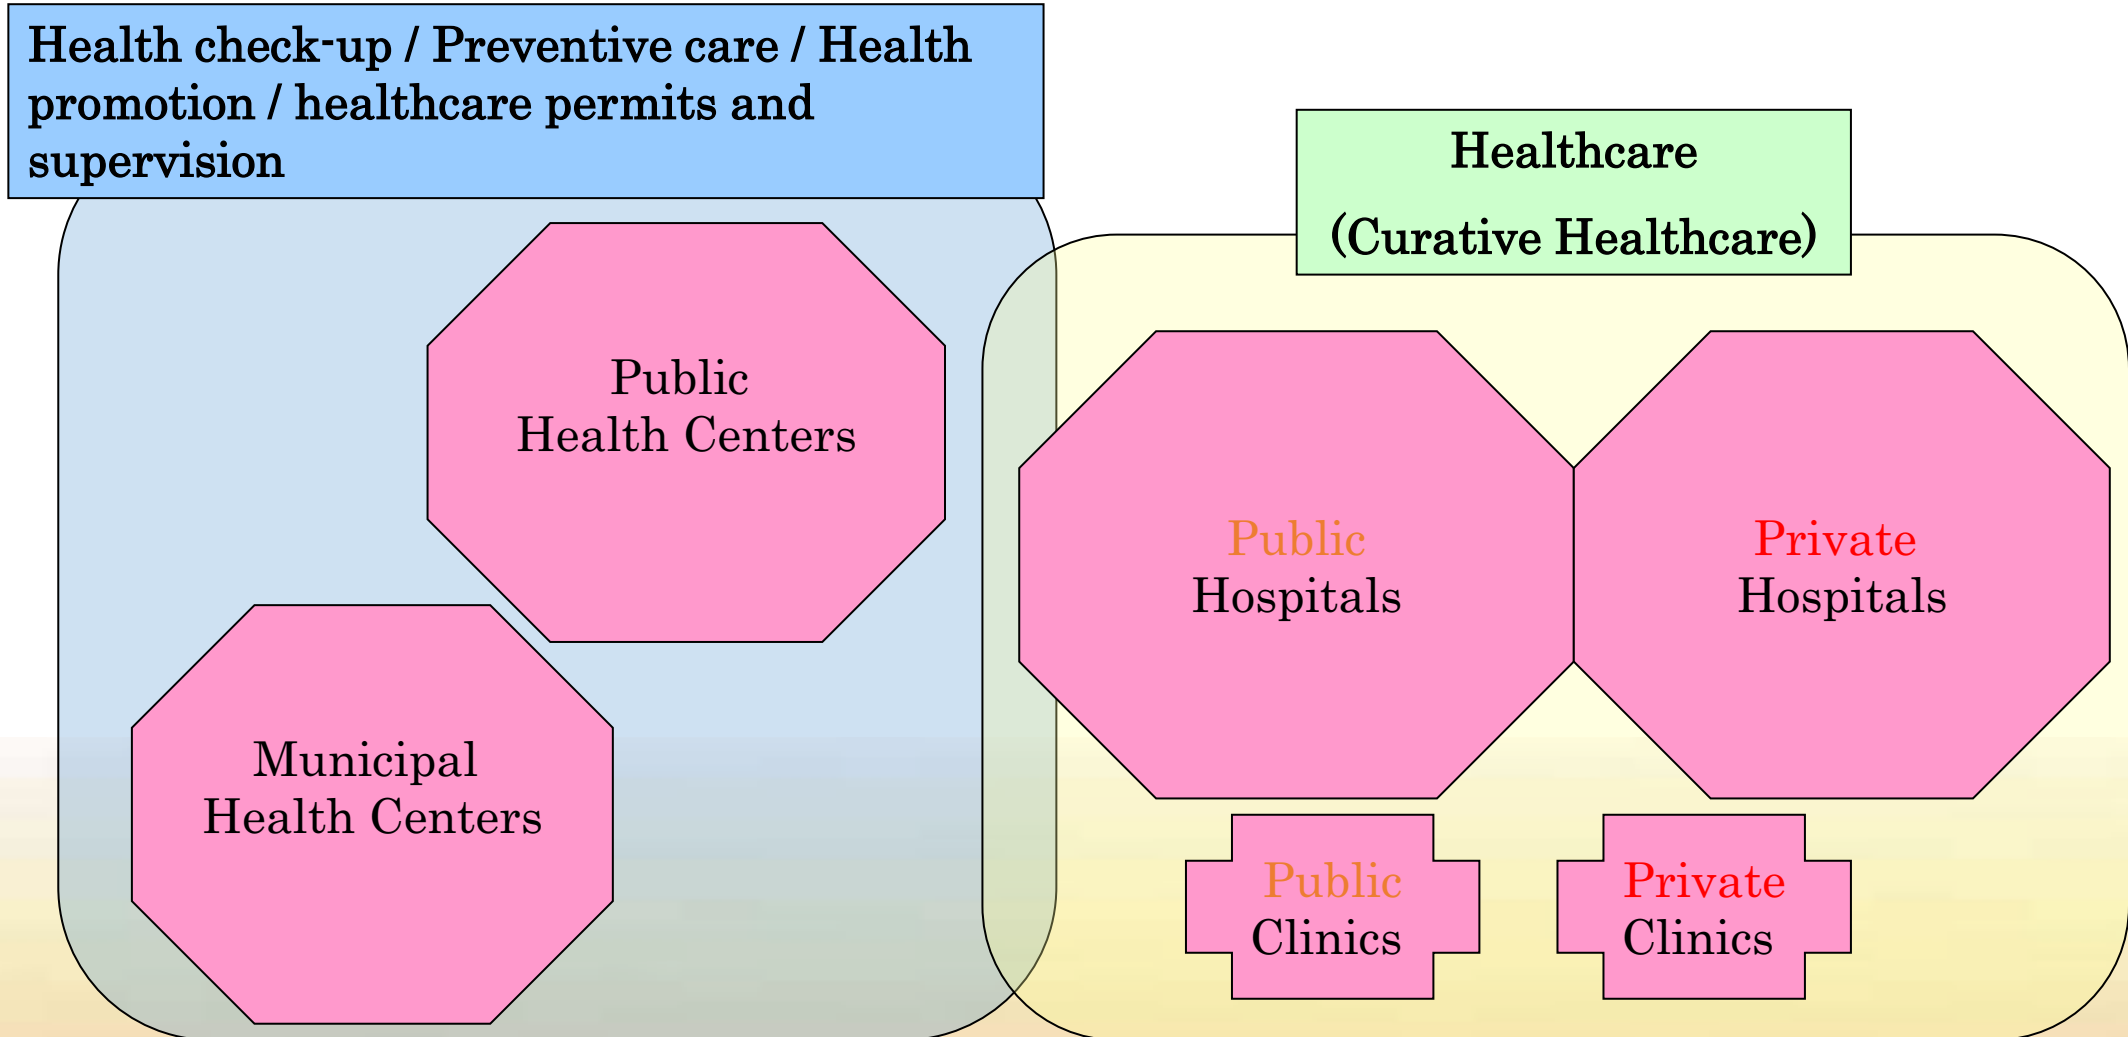 Health check-up / Preventive care / Health
promotion / healthcare permits and
supervision
Healthcare
(Curative Healthcare)
Public
Health Centers
Municipal
Health Centers
Public
Hospitals
Private
Hospitals
Public
Clinics
Private
Clinics